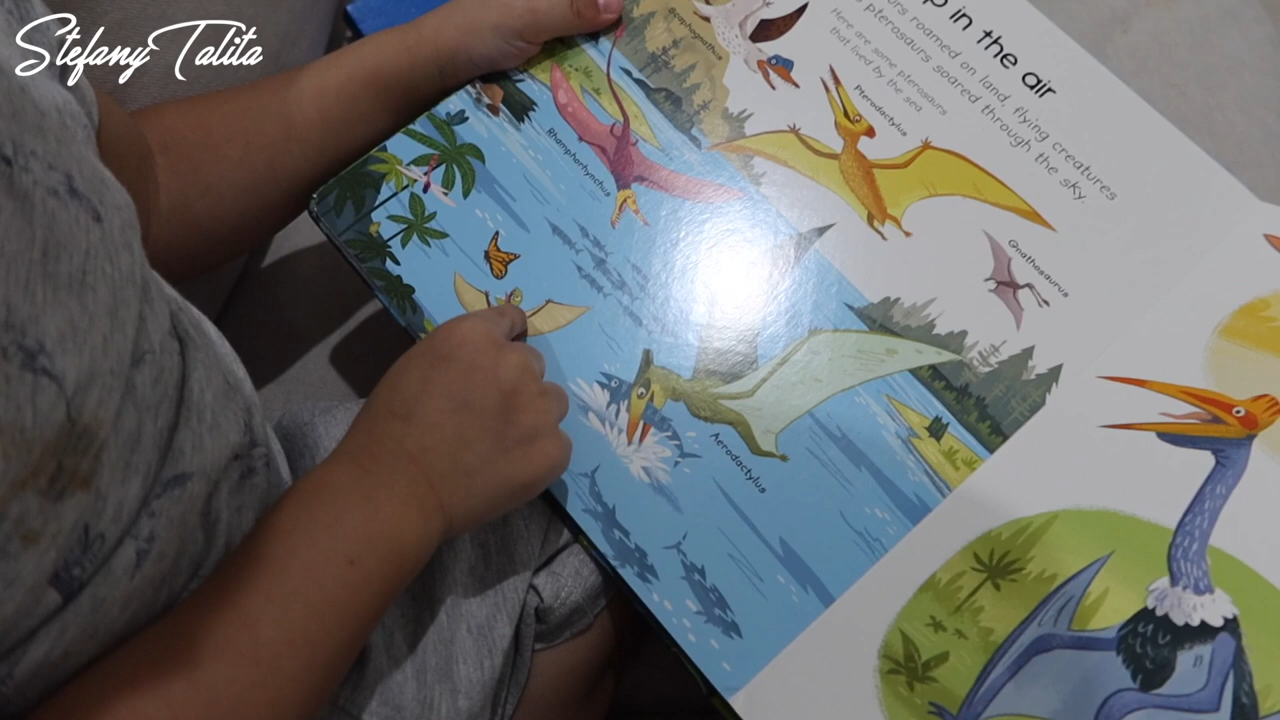 Stefany Talita
p in the air
urs roamed on land, flying creatures
pterosaurs soared through the sky.
Here are some pterosaurs
that lived by the sea
Scaphognathus
Pterodactylus
Rhamphorhynchus
Gnathosaurus
Aerodactylus